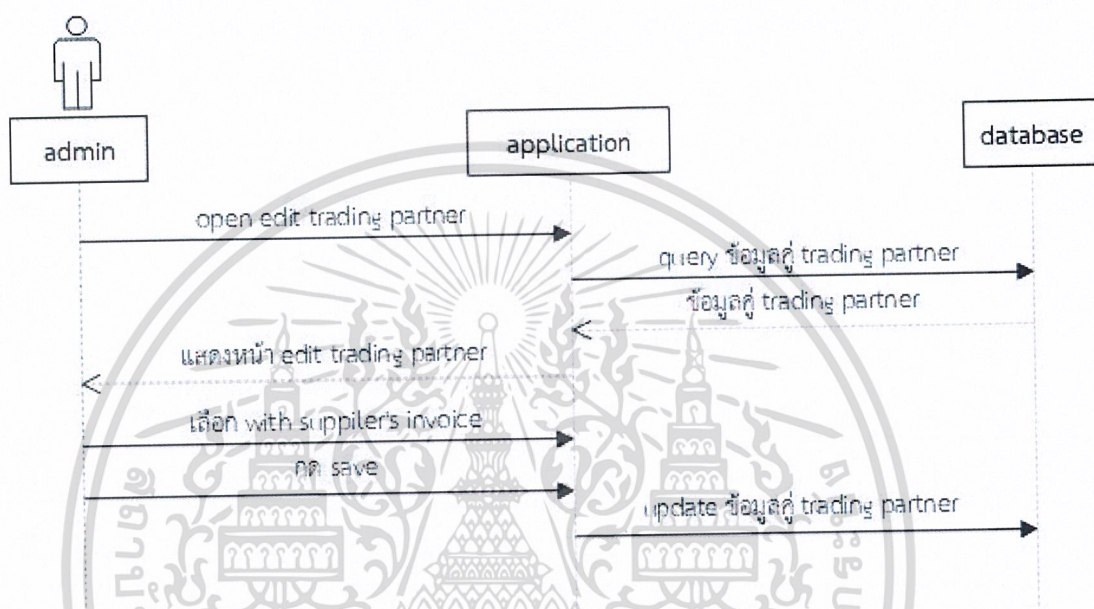 admin
application
database
open edit trading partner
query ข้อมูลคู่ trading partner
ข้อมูลคู่ trading partner
แสดงหน้า edit trading partner
เลือก with suppiler's invoice
กด save
update ข้อมูลคู่ trading partner